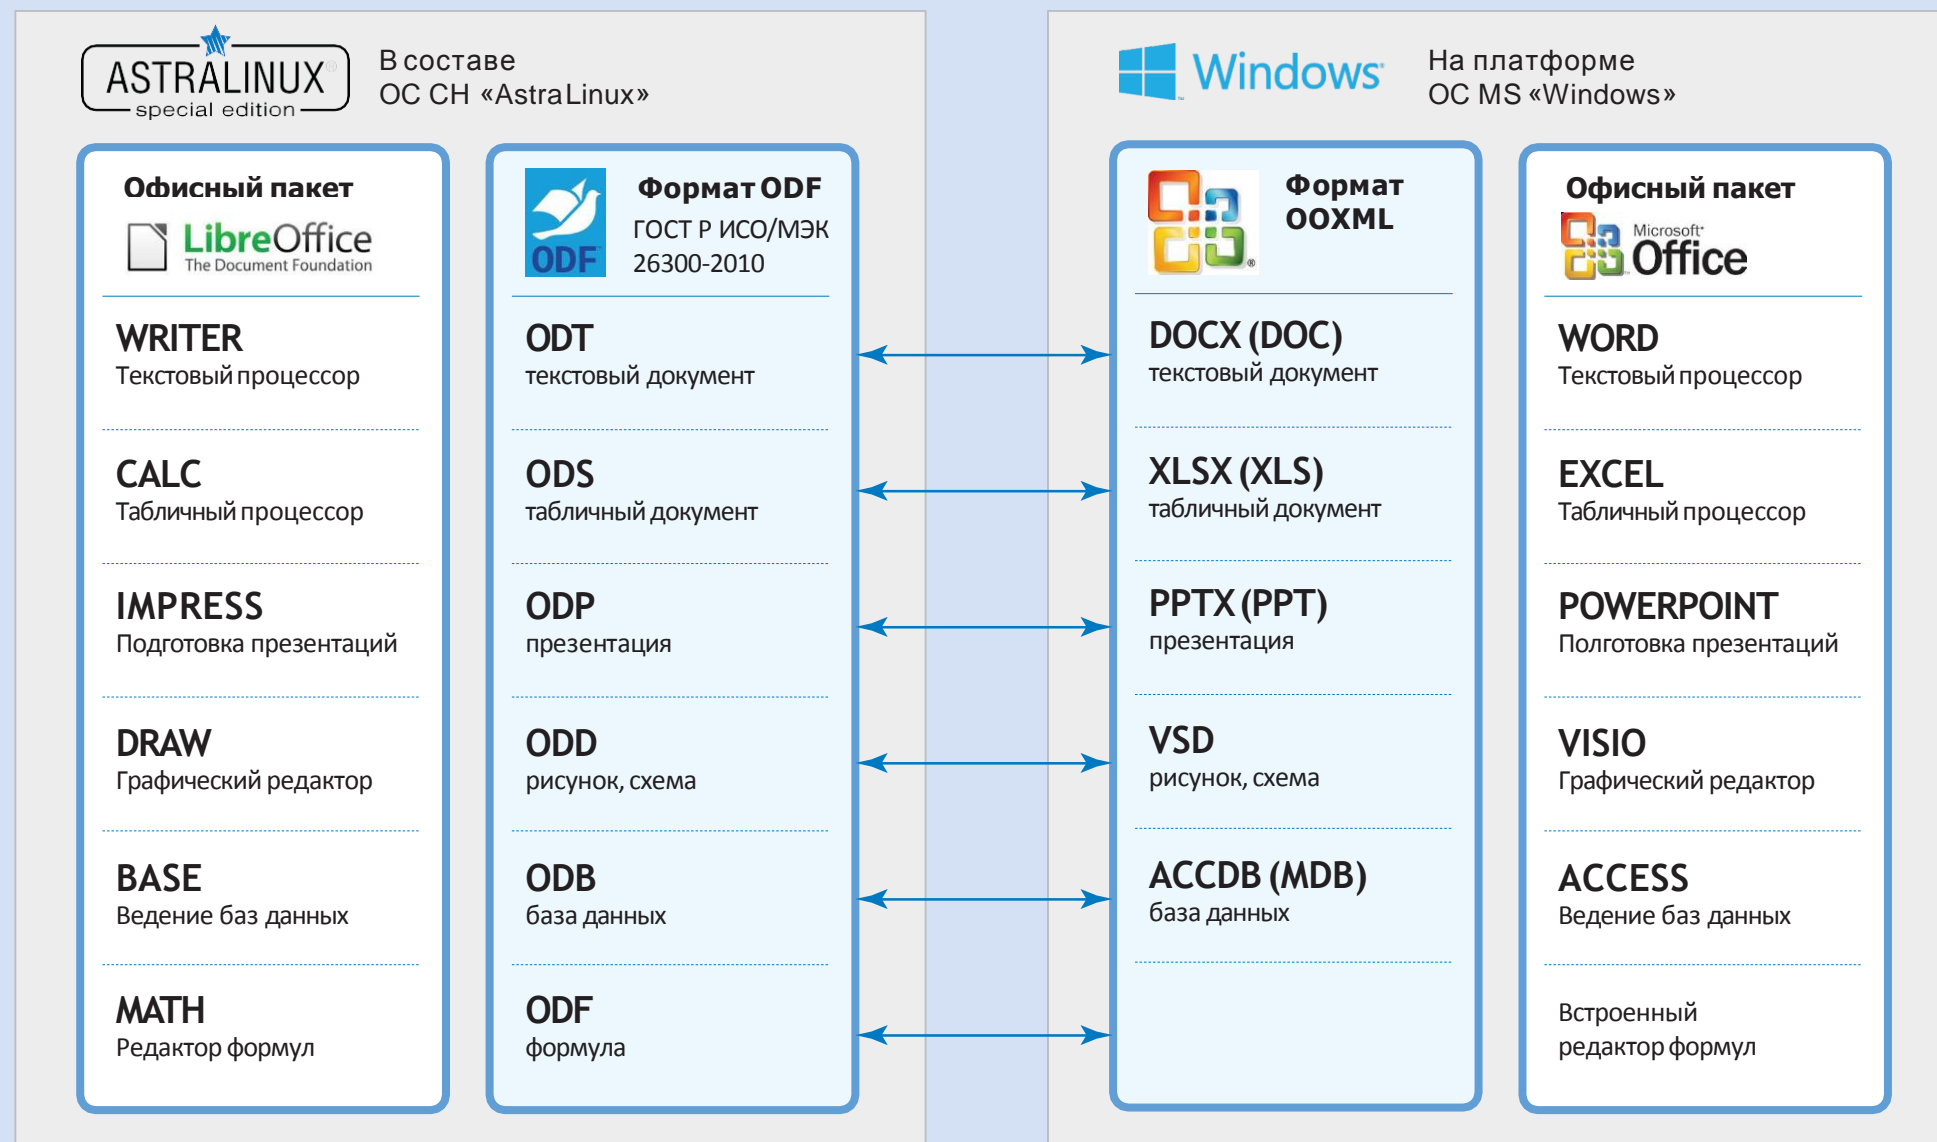 ASTRALINUX®
special edition
В составе
ОС СН «AstraLinux»
Офисный пакет
LibreOffice
The Document Foundation
WRITER
Текстовый процессор
CALC
Табличный процессор
IMPRESS
Подготовка презентаций
DRAW
Графический редактор
BASE
Ведение баз данных
MATH
Редактор формул
ODF
Формат ODF
ГОСТ Р ИСО/МЭК
26300-2010
ODT
текстовый документ
ODS
табличный документ
ODP
презентация
ODD
рисунок, схема
ODB
база данных
ODF
формула
Windows
На платформе
ОС MS «Windows»
Формат
OOXML
DOCX (DOC)
текстовый документ
XLSX (XLS)
табличный документ
PPTX (PPT)
презентация
VSD
рисунок, схема
ACCDB (MDB)
база данных
Офисный пакет
Microsoft®
Office
WORD
Текстовый процессор
EXCEL
Табличный процессор
POWERPOINT
Полготовка презентаций
VISIO
Графический редактор
ACCESS
Ведение баз данных
Встроенный
редактор формул